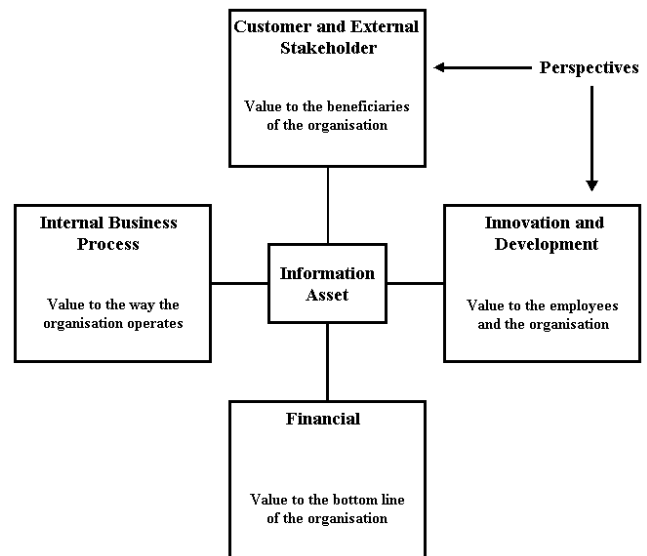 Customer and External
Stakeholder
Value to the beneficiaries
of the organisation
Perspectives
Internal Business
Process
Value to the way the
organisation operates
Information
Asset
Innovation and
Development
Value to the employees
and the organisation
Financial
Value to the bottom line
of the organisation